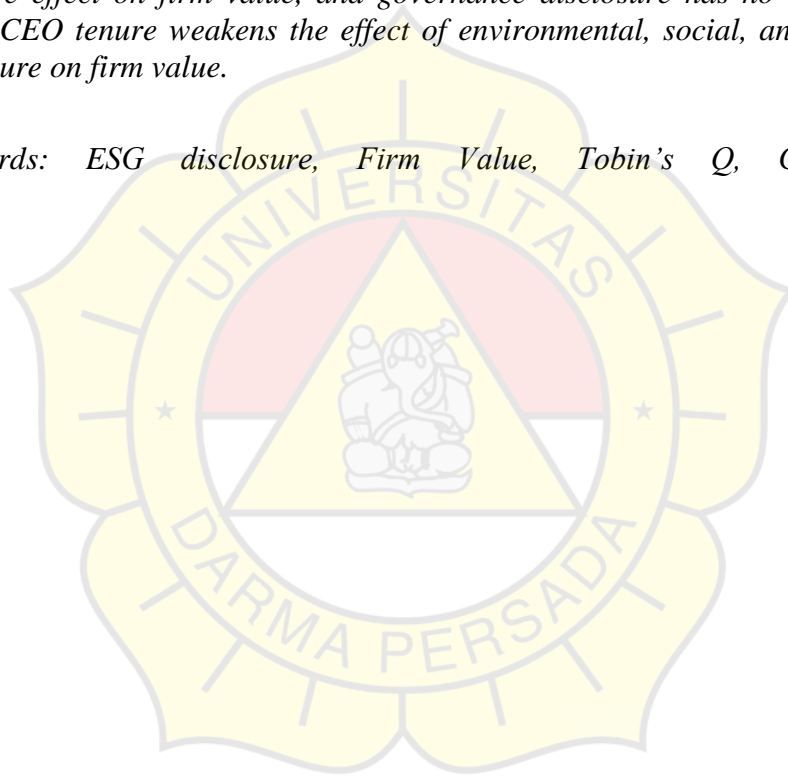 effect on firm value, and governance disclosure has no
CEO tenure weakens the effect of environmental, social, an
ure on firm value.
rds: ESG disclosure, Firm Value, Tobin's Q, C
UNIVERSITAS
DARMA PERSADA